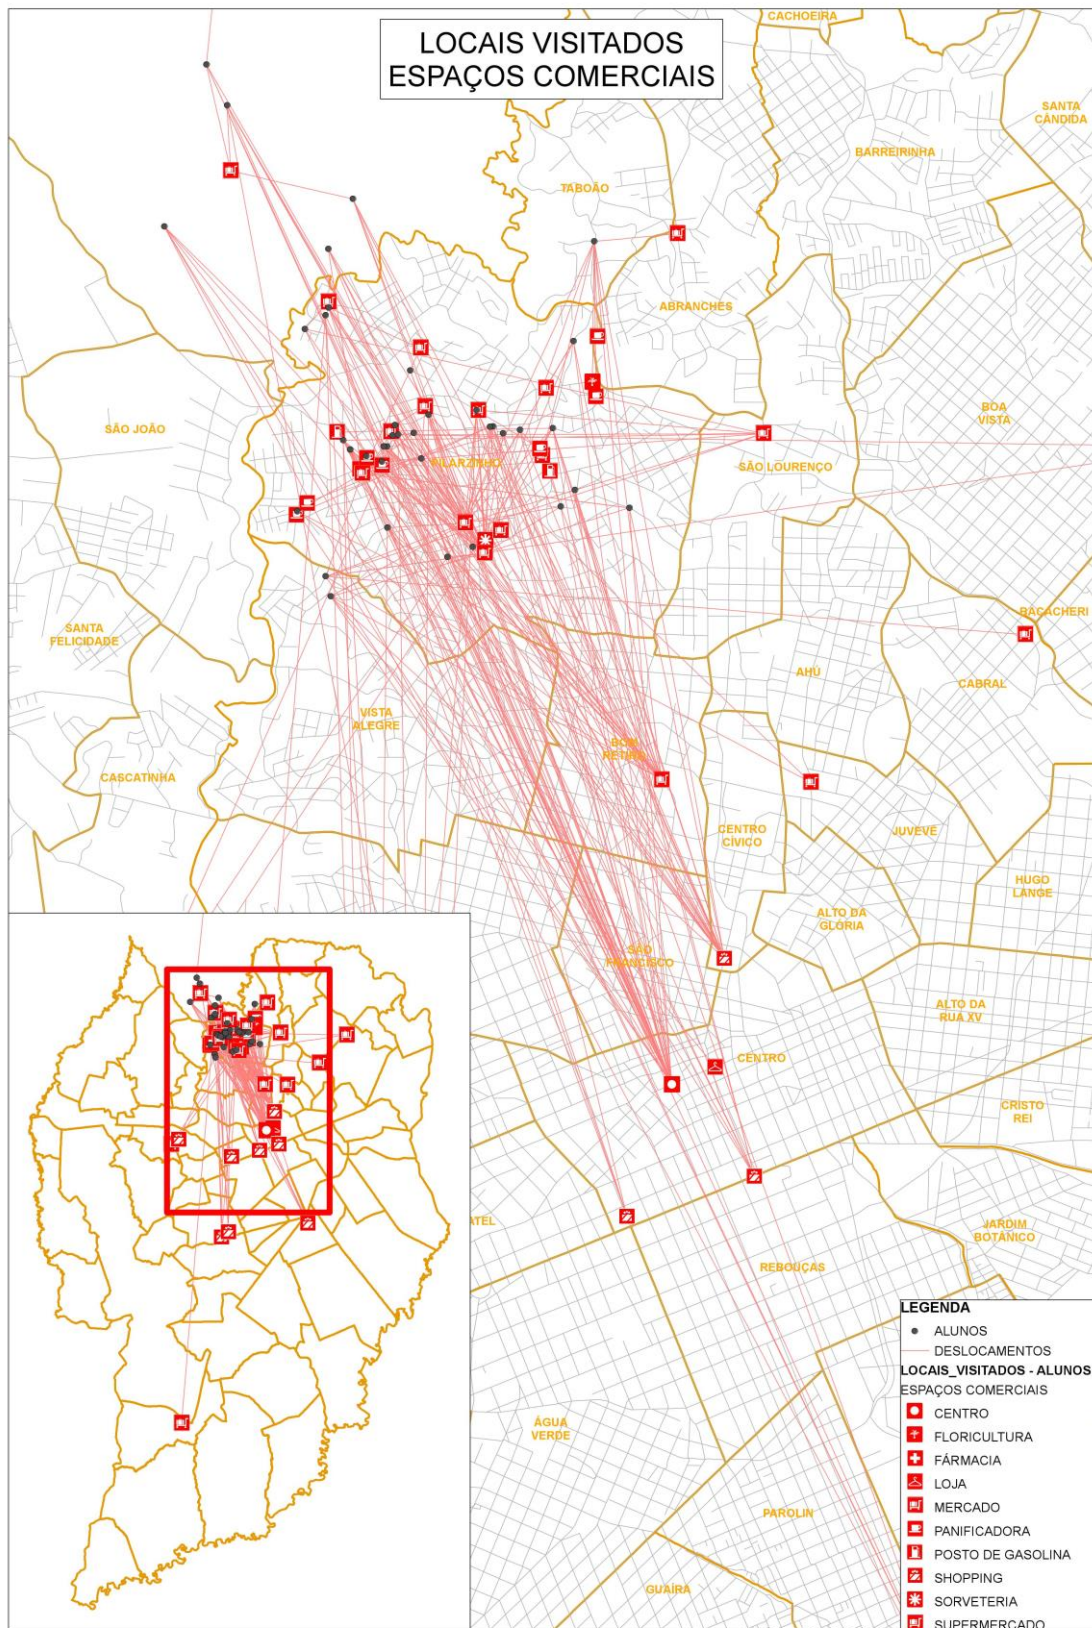 LOCAIS VISITADOS
ESPAÇOS COMERCIAIS
CACHOEIRA
SANTA
CÂNDIDA
BARREIRINHA
TABOÃO
ABRANCHES
BOA
VISTA
SÃO JOÃO
SÃO LOURENÇO
PILARZINHO
SANTA
FELICIDADE
BACACHERI
AHÚ
CABRAL
VISTA
ALEGRE
BOM
RETIRO
CASCATINHA
CENTRO
CÍVICO
JUVEVÊ
HUGO
LANGE
ALTO DA
GLÓRIA
SÃO
FRANCISCO
ALTO DA
RUA XV
CENTRO
CRISTO
REI
ATEL
JARDIM
BOTÂNICO
REBOUÇAS
ÁGUA
VERDE
PAROLIN
GUAÍRA
LEGENDA
ALUNOS
DESLOCAMENTOS
LOCAIS_VISITADOS - ALUNOS
ESPAÇOS COMERCIAIS
CENTRO
FLORICULTURA
FÁRMACIA
LOJA
MERCADO
PANIFICADORA
POSTO DE GASOLINA
SHOPPING
SORVETERIA
SUPERMERCADO